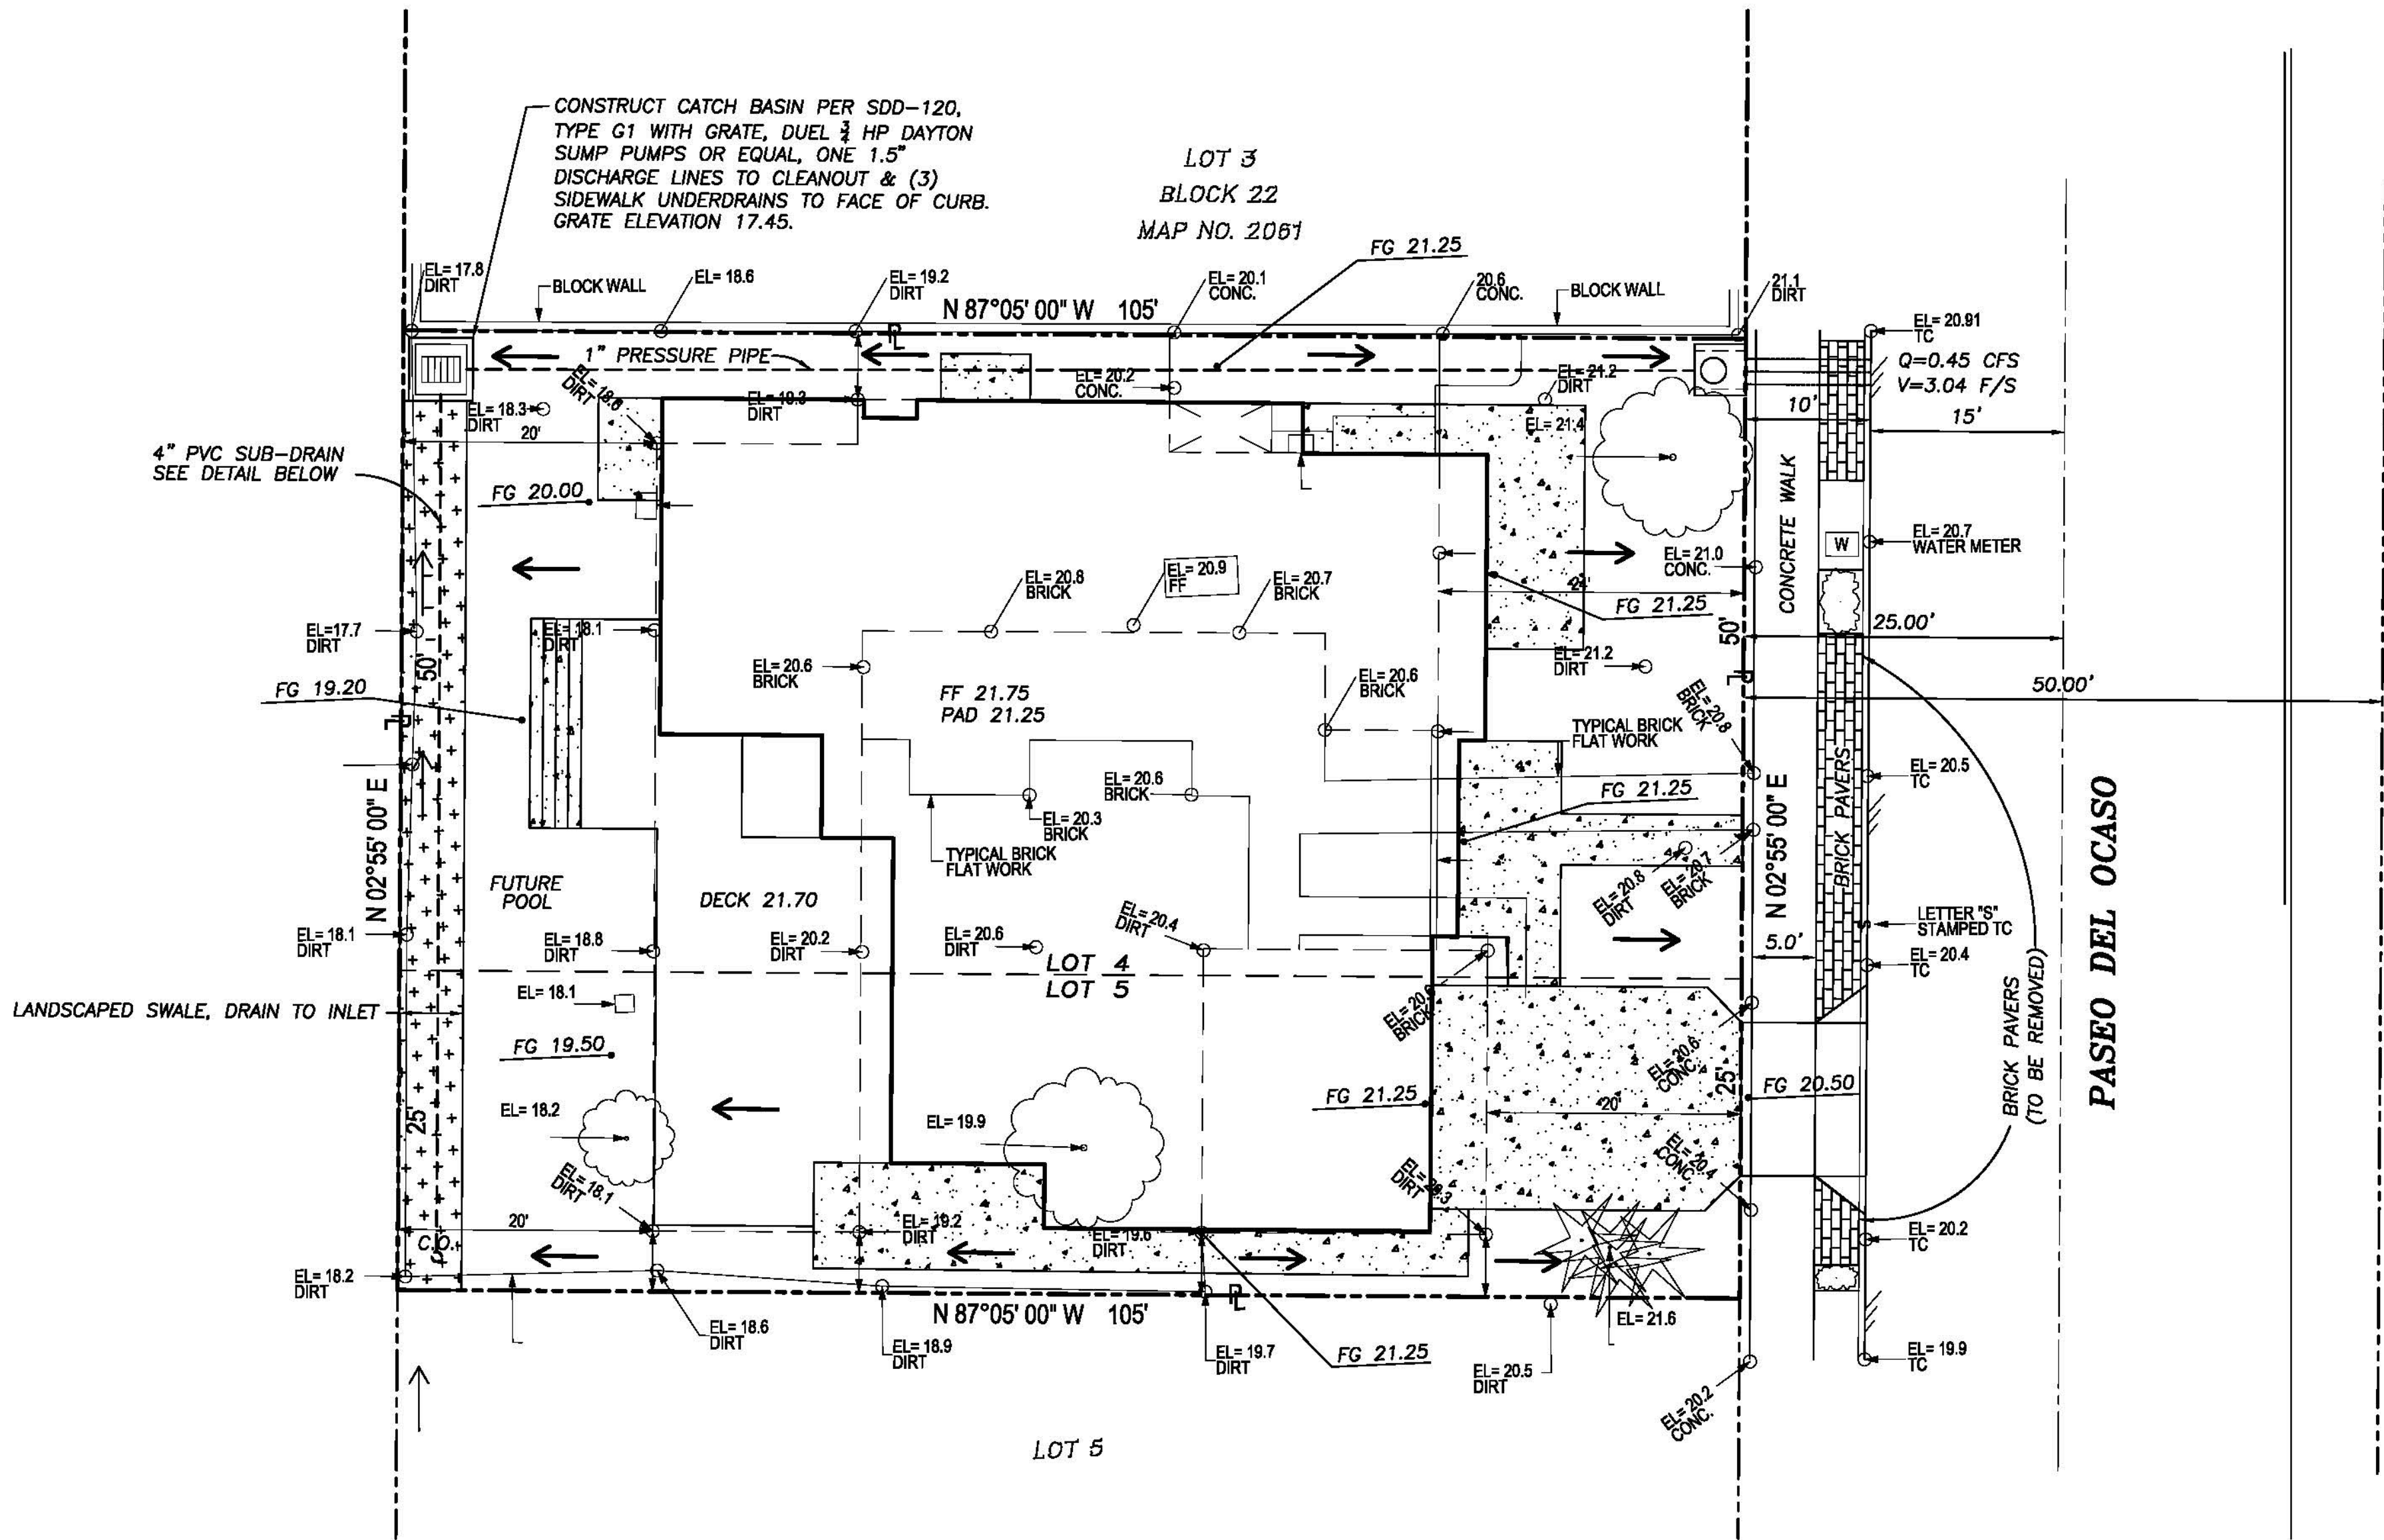 CONSTRUCT CATCH BASIN PER SDD-120,
TYPE G1 WITH GRATE, DUEL 3/4 HP DAYTON
SUMP PUMPS OR EQUAL, ONE 1.5"
DISCHARGE LINES TO CLEANOUT & (3)
SIDEWALK UNDERDRAINS TO FACE OF CURB.
GRATE ELEVATION 17.45.
LOT 3
BLOCK 22
MAP NO. 2061
FG 21.25
EL= 17.8
DIRT
BLOCK WALL
EL= 18.6
EL= 19.2
DIRT
N 87°05' 00" W 105'
EL= 20.1
CONC.
20.6
CONC.
BLOCK WALL
21.1
DIRT
EL= 20.91
TC
Q=0.45 CFS
V=3.04 F/S
1" PRESSURE PIPE
EL= 18.6
DIRT
EL= 18.3
DIRT
20'
EL= 19.3
DIRT
EL= 20.2
CONC.
EL= 21.2
DIRT
EL= 21.4
10'
15'
4" PVC SUB-DRAIN
SEE DETAIL BELOW
FG 20.00
CONCRETE WALK
W
EL= 20.7
WATER METER
EL= 21.0
CONC.
24'
FG 21.25
EL= 20.8
BRICK
EL= 20.9
FF
EL= 20.7
BRICK
EL=17.7
DIRT
50'
EL= 18.1
DIRT
EL= 20.6
BRICK
FG 19.20
FF 21.75
PAD 21.25
EL= 20.6
BRICK
EL= 21.2
DIRT
50'
25.00'
50.00'
EL= 20.8
BRICK
TYPICAL BRICK
FLAT WORK
PL
PL
PL
EL= 20.6
BRICK
EL= 20.3
BRICK
TYPICAL BRICK
FLAT WORK
FG 21.25
EL= 20.5
TC
N 02°55' 00" E
N 02°55' 00" E
BRICK PAVERS
PASEO DEL OCASO
FUTURE
POOL
DECK 21.70
EL= 20.8
DIRT
EL= 20.7
BRICK
LETTER "S"
STAMPED TC
S
EL= 18.1
DIRT
EL= 18.8
DIRT
EL= 20.2
DIRT
EL= 20.6
DIRT
EL= 20.4
DIRT
5.0'
EL= 20.4
TC
LOT 4
LOT 5
EL= 18.1
LANDSCAPED SWALE, DRAIN TO INLET
BRICK
EL= 20.6
CONC.
BRICK PAVERS
(TO BE REMOVED)
FG 19.50
25'
25'
FG 20.50
EL= 18.2
EL= 19.9
FG 21.25
20'
EL= 20.4
CONC.
EL= 18.1
DIRT
EL= 20.3
DIRT
20'
C.O.
EL= 19.2
DIRT
EL= 19.6
DIRT
EL= 20.2
TC
EL= 18.2
DIRT
N 87°05' 00" W 105'
PL
EL= 21.6
EL= 18.6
DIRT
EL= 18.9
DIRT
EL= 19.7
DIRT
FG 21.25
EL= 20.5
DIRT
EL= 19.9
TC
EL= 20.2
CONC.
LOT 5